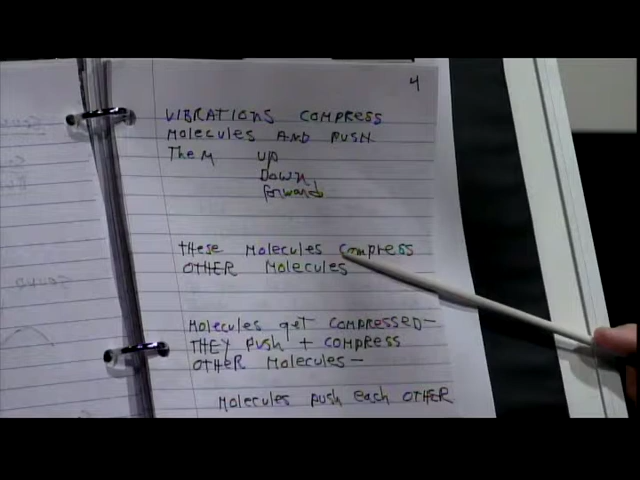 4
VIBRATIONS COMPRESS
Molecules AND PUSH
Them up
Down
forwards
THese Molecules compress
OTHER Molecules
Molecules get COMPRESSED—
THEY PUSH + COMPRESS
OTHER Molecules —
Molecules push each OTHER